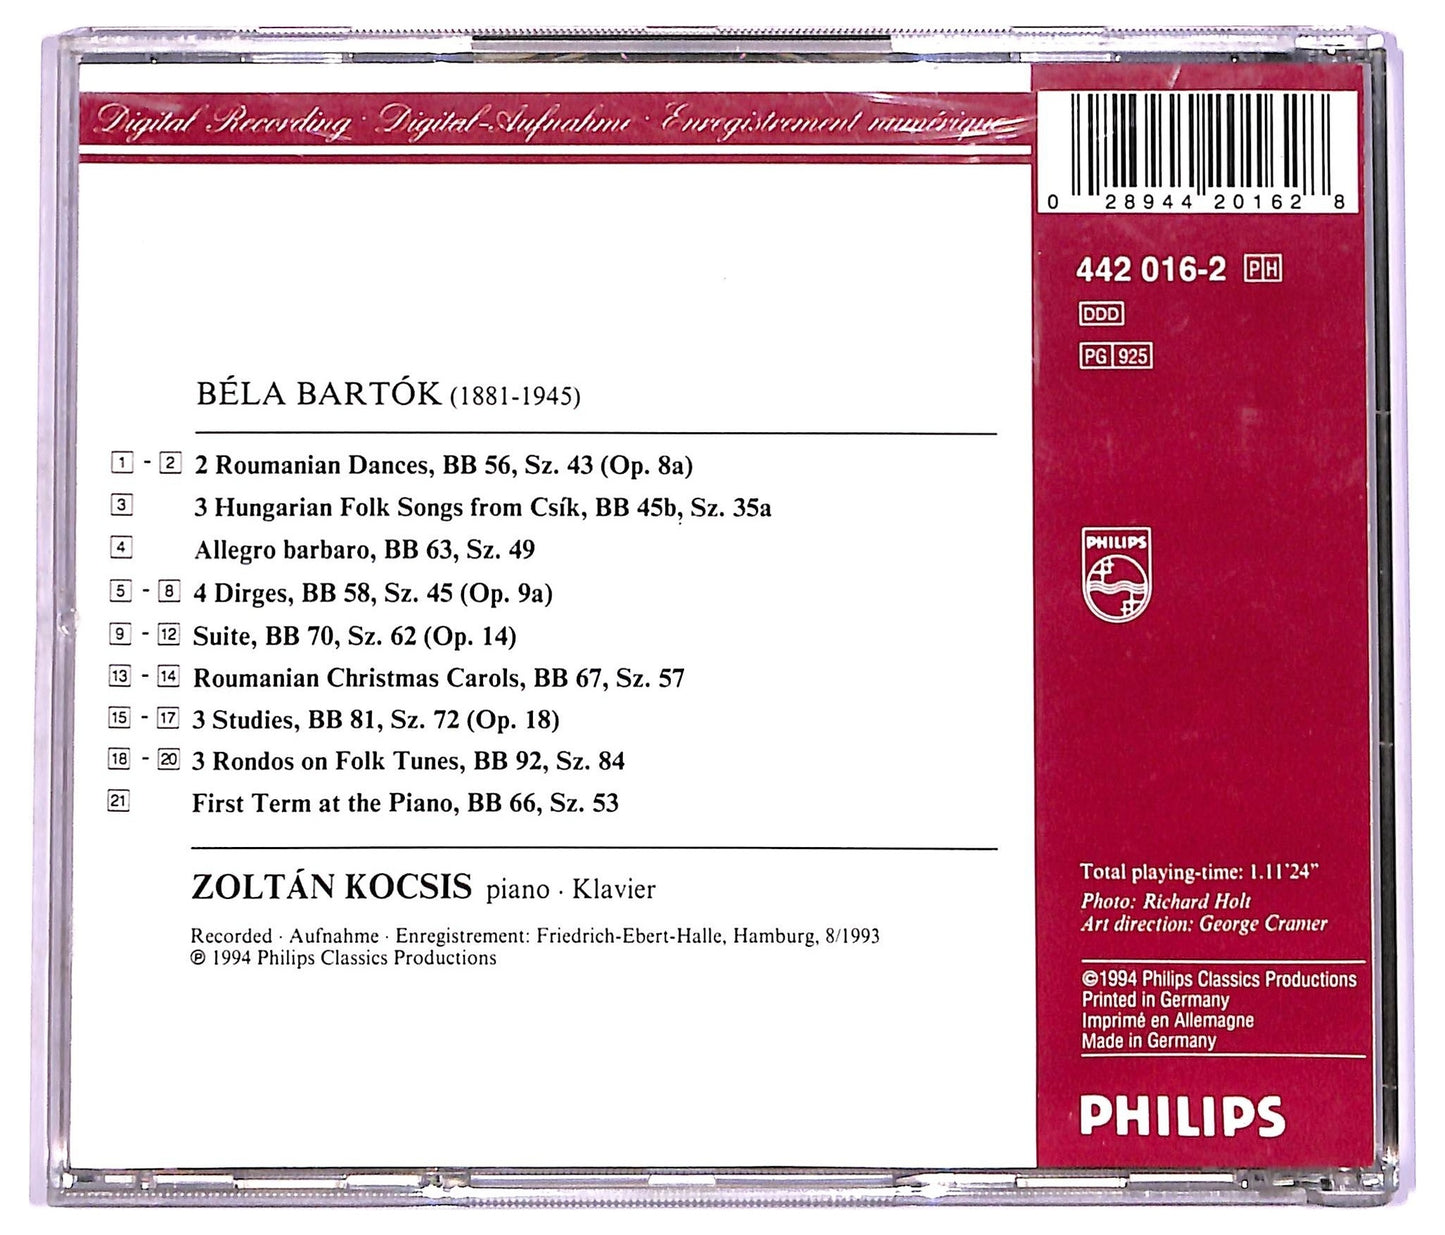 Digital Recording · Digital-Aufnahme · Enregistrement numérique
0 28944 20162 8
442 016-2 PH
DDD
PG 925
BÉLA BARTÓK (1881-1945)
1 - 2 2 Roumanian Dances, BB 56, Sz. 43 (Op. 8a)
3 3 Hungarian Folk Songs from Csík, BB 45b, Sz. 35a
4 Allegro barbaro, BB 63, Sz. 49
5 - 8 4 Dirges, BB 58, Sz. 45 (Op. 9a)
9 - 12 Suite, BB 70, Sz. 62 (Op. 14)
13 - 14 Roumanian Christmas Carols, BB 67, Sz. 57
15 - 17 3 Studies, BB 81, Sz. 72 (Op. 18)
18 - 20 3 Rondos on Folk Tunes, BB 92, Sz. 84
21 First Term at the Piano, BB 66, Sz. 53
ZOLTÁN KOCSIS piano · Klavier
Recorded · Aufnahme · Enregistrement: Friedrich-Ebert-Halle, Hamburg, 8/1993
℗ 1994 Philips Classics Productions
PHILIPS
Total playing-time: 1.11'24"
Photo: Richard Holt
Art direction: George Cramer
©1994 Philips Classics Productions
Printed in Germany
Imprimé en Allemagne
Made in Germany
PHILIPS